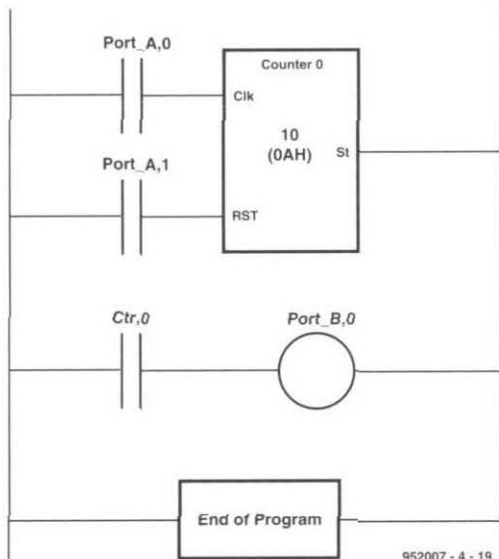 Port_A,0
Counter 0
Clk
10
(0AH)
St
Port_A,1
RST
Ctr,0
Port_B,0
End of Program
952007 - 4 - 19